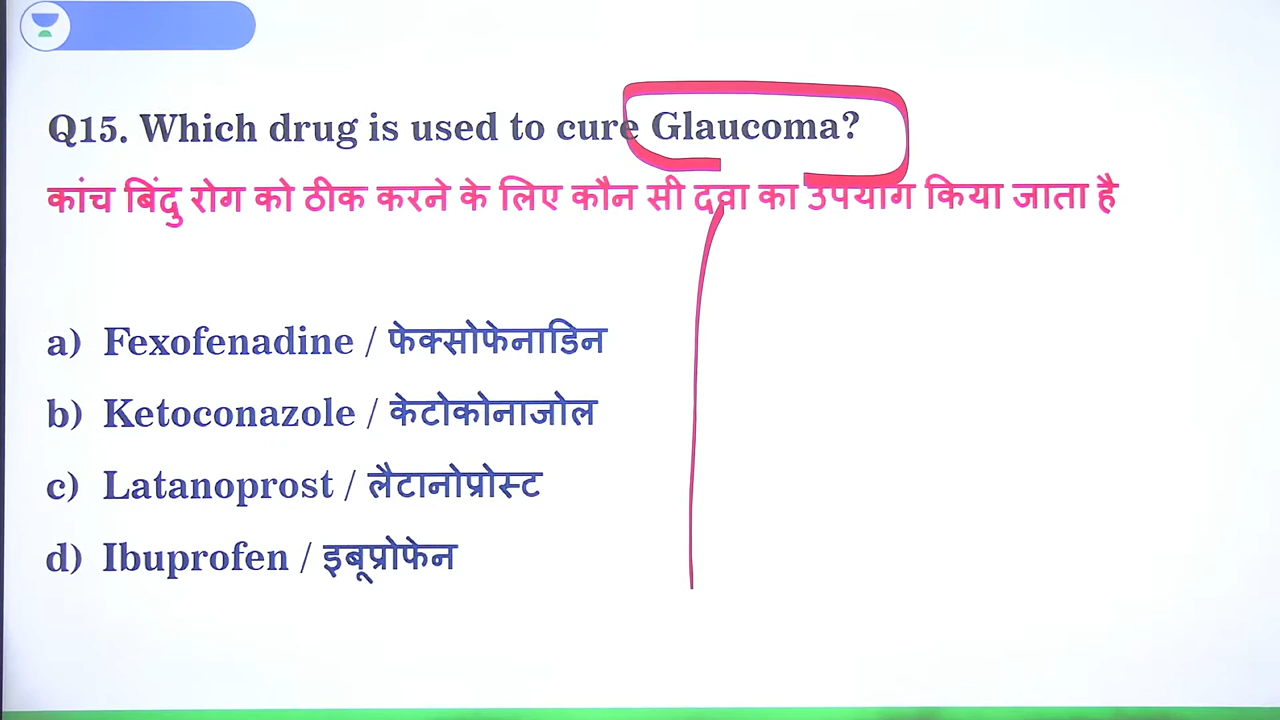 Q15. Which drug is used to cure Glaucoma?
कांच बिंदु रोग को ठीक करने के लिए कौन सी दवा का उपयोग किया जाता है
a) Fexofenadine / फेक्सोफेनाडिन
b) Ketoconazole / केटोकोनाजोल
c) Latanoprost / लैटानोप्रोस्ट
d) Ibuprofen / इबूप्रोफेन